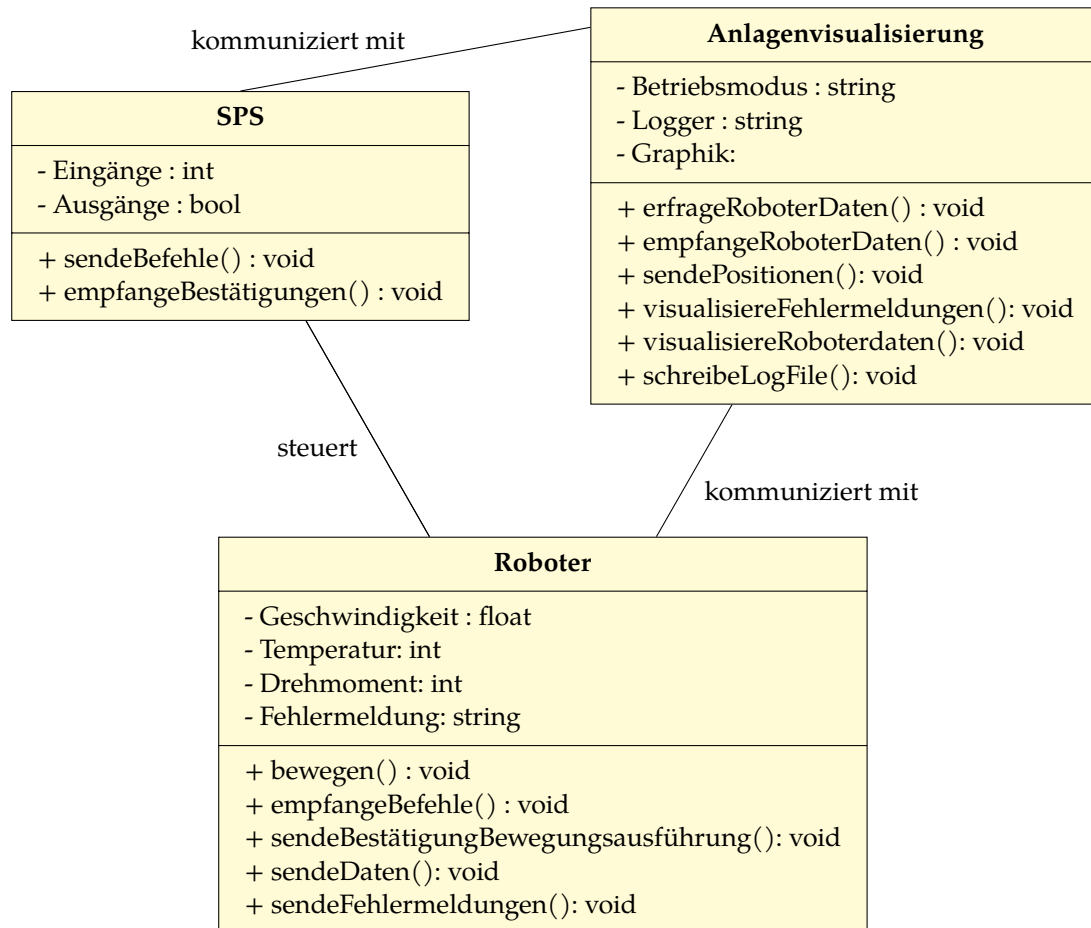 kommuniziert mit
SPS
- Eingänge : int
- Ausgänge : bool
+ sendeBefehle() : void
+ empfangeBestätigungen() : void
Anlagenvisualisierung
- Betriebsmodus : string
- Logger : string
- Graphik:
+ erfrageRoboterDaten() : void
+ empfangeRoboterDaten() : void
+ sendePositionen(): void
+ visualisiereFehlermeldungen(): void
+ visualisiereRoboterdaten(): void
+ schreibeLogFile(): void
steuert
kommuniziert mit
Roboter
- Geschwindigkeit : float
- Temperatur: int
- Drehmoment: int
- Fehlermeldung: string
+ bewegen() : void
+ empfangeBefehle() : void
+ sendeBestätigungBewegungsausführung(): void
+ sendeDaten(): void
+ sendeFehlermeldungen(): void